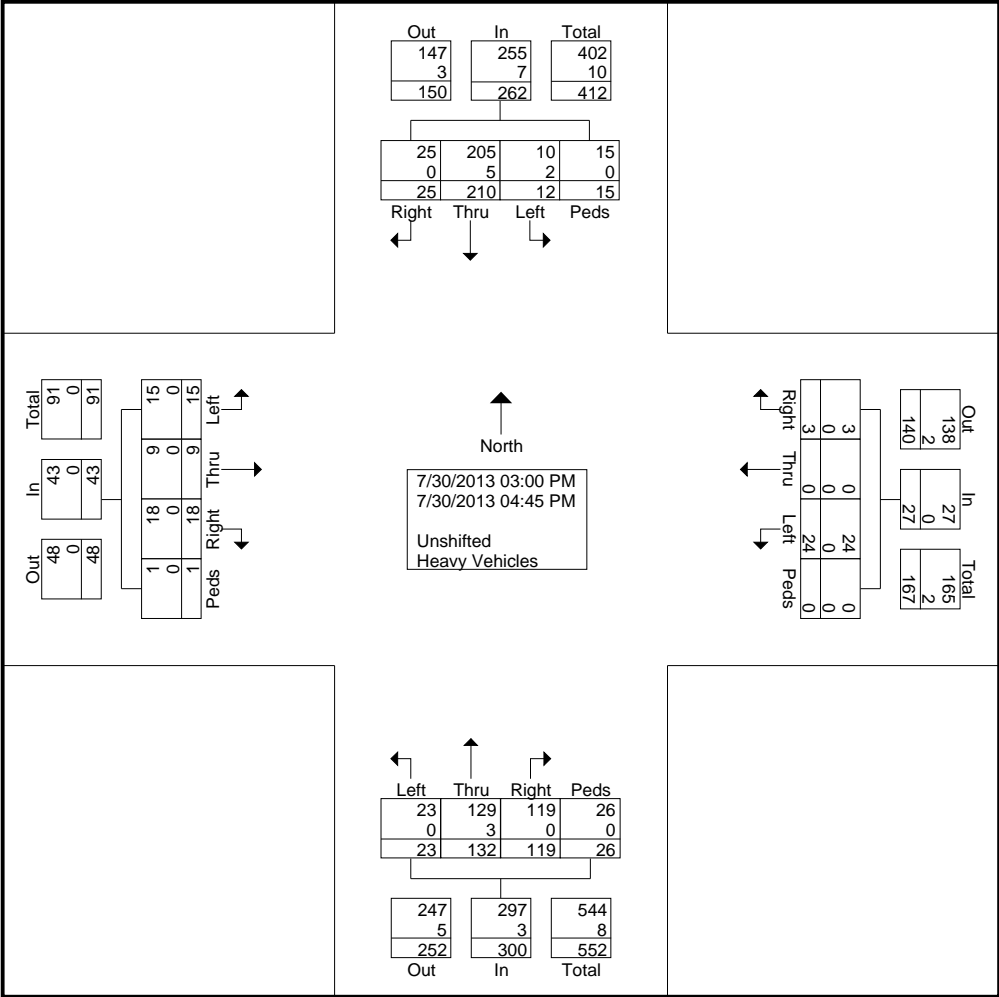 Out In Total
147 255 402
3 7 10
150 262 412
25 205 10 15
0 5 2 0
25 210 12 15
Right Thru Left Peds
Total
91
0
91
In
43
0
43
Out
48
0
48
15
0
15
Left
9
0
9
Thru
18
0
18
Right
1
0
1
Peds
North
7/30/2013 03:00 PM
7/30/2013 04:45 PM
Unshifted
Heavy Vehicles
Right
3
0
3
Thru
0
0
0
Left
24
0
24
Peds
0
0
0
Out
138
2
140
In
27
0
27
Total
165
2
167
Left Thru Right Peds
23 129 119 26
0 3 0 0
23 132 119 26
247 297 544
5 3 8
252 300 552
Out In Total